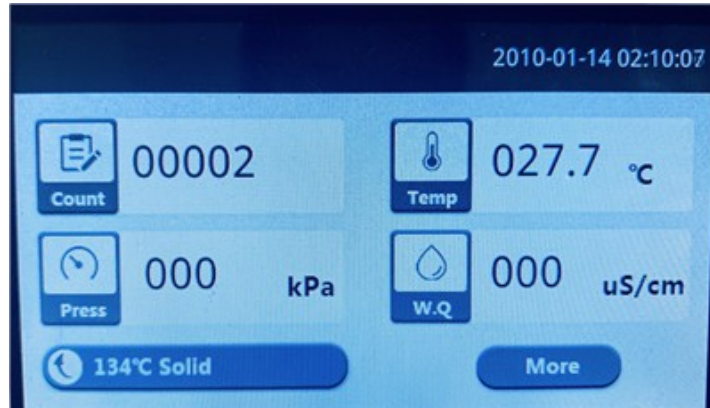 2010-01-14 02:10:07
00002
Count
027.7 °C
Temp
000 kPa
Press
000 uS/cm
W.Q
134°C Solid
More